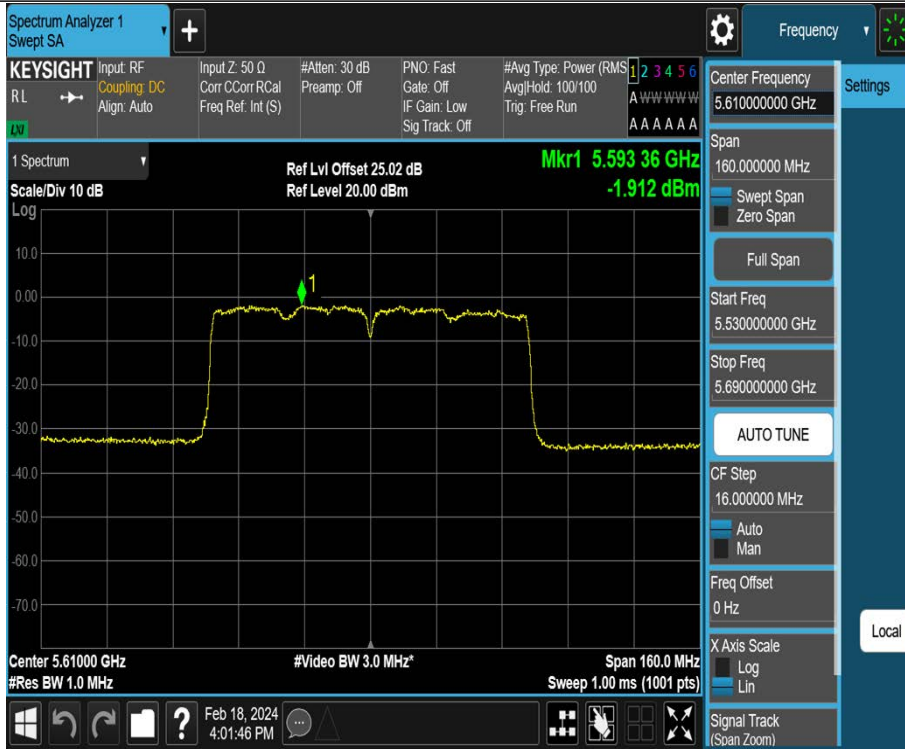 Spectrum Analyzer 1
Swept SA
+
Frequency
KEYSIGHT
RL
LXI
Input: RF
Coupling: DC
Align: Auto
Input Z: 50 Ω
Corr CCorr RCal
Freq Ref: Int (S)
#Atten: 30 dB
Preamp: Off
PNO: Fast
Gate: Off
IF Gain: Low
Sig Track: Off
#Avg Type: Power (RMS
Avg|Hold: 100/100
Trig: Free Run
1 2 3 4 5 6
A W W W W W
A A A A A A
1 Spectrum
Scale/Div 10 dB
Ref Lvl Offset 25.02 dB
Ref Level 20.00 dBm
Mkr1 5.593 36 GHz
-1.912 dBm
Log
10.0
0.00
1
-10.0
-20.0
-30.0
-40.0
-50.0
-60.0
-70.0
Center 5.61000 GHz
#Res BW 1.0 MHz
#Video BW 3.0 MHz*
Span 160.0 MHz
Sweep 1.00 ms (1001 pts)
Center Frequency
5.610000000 GHz
Settings
Span
160.000000 MHz
Swept Span
Zero Span
Full Span
Start Freq
5.530000000 GHz
Stop Freq
5.690000000 GHz
AUTO TUNE
CF Step
16.000000 MHz
Auto
Man
Freq Offset
0 Hz
Local
X Axis Scale
Log
Lin
Signal Track
(Span Zoom)
?
Feb 18, 2024
4:01:46 PM